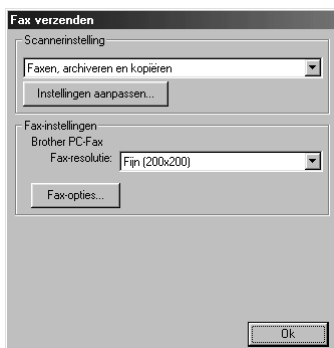 Fax verzenden
Scannerinstelling
Faxen, archiveren en kopiëren
Instellingen aanpassen...
Fax-instellingen
Brother PC-Fax
Fax-resolutie: Fijn (200x200)
Fax-opties...
Ok